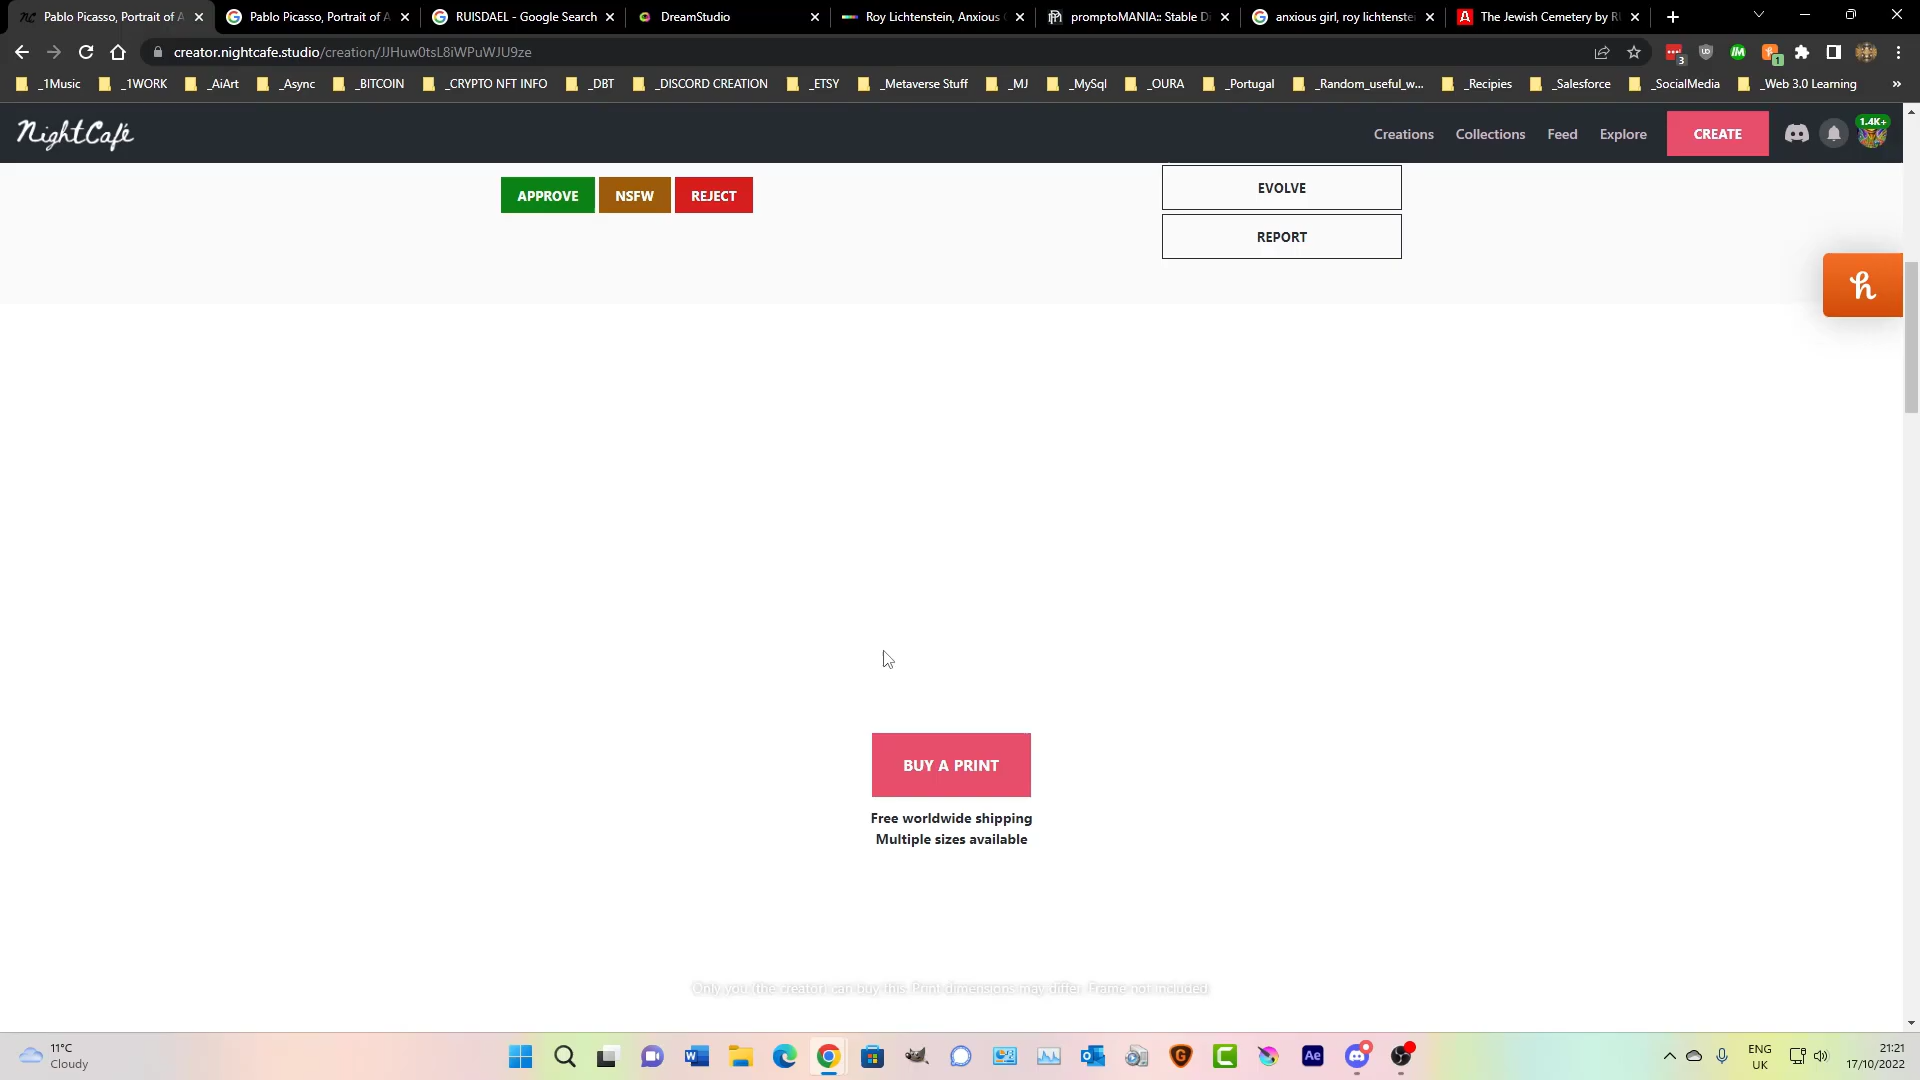 Pablo Picasso, Portrait of A
Pablo Picasso, Portrait of A
RUISDAEL - Google Search
DreamStudio
Roy Lichtenstein, Anxious
promptoMANIA:: Stable Di
anxious girl, roy lichtenste
The Jewish Cemetery by R
creator.nightcafe.studio/creation/JJHuw0tsL8iWPuWJU9ze
3
1
_1Music
_1WORK
_AiArt
_Async
_BITCOIN
_CRYPTO NFT INFO
_DBT
_DISCORD CREATION
_ETSY
_Metaverse Stuff
_MJ
_MySql
_OURA
_Portugal
_Random_useful_w...
_Recipies
_Salesforce
_SocialMedia
_Web 3.0 Learning
NightCafé
Creations
Collections
Feed
Explore
CREATE
1.4K+
APPROVE
NSFW
REJECT
EVOLVE
REPORT
BUY A PRINT
Free worldwide shipping
Multiple sizes available
Only you (the creator) can buy this. Print dimensions may differ. Frame not included.
11°C
Cloudy
ENG
UK
21:21
17/10/2022